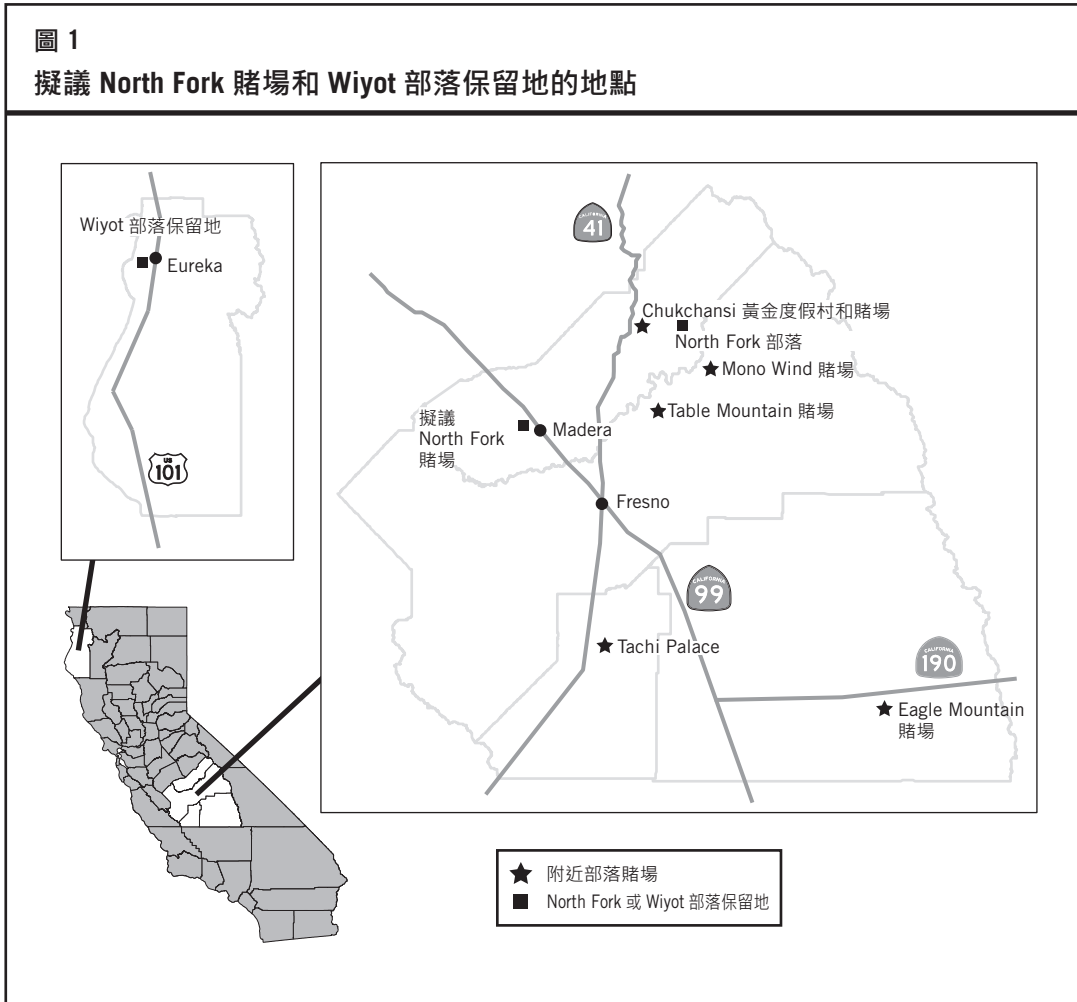 圖 1
擬議 North Fork 賭場和 Wiyot 部落保留地的地點
Wiyot 部落保留地
Eureka
US
101
CALIFORNIA
41
Chukchansi 黃金度假村和賭場
North Fork 部落
Mono Wind 賭場
Table Mountain 賭場
擬議
North Fork
賭場
Madera
Fresno
CALIFORNIA
99
Tachi Palace
CALIFORNIA
190
Eagle Mountain
賭場
附近部落賭場
North Fork 或 Wiyot 部落保留地